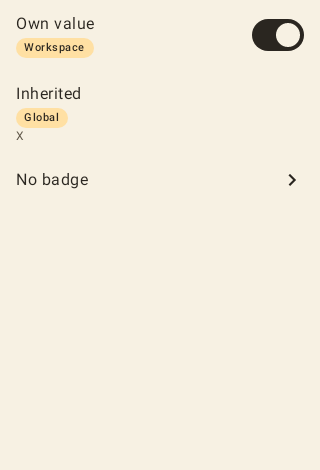 Own value
Workspace
Inherited
Global
X
No badge